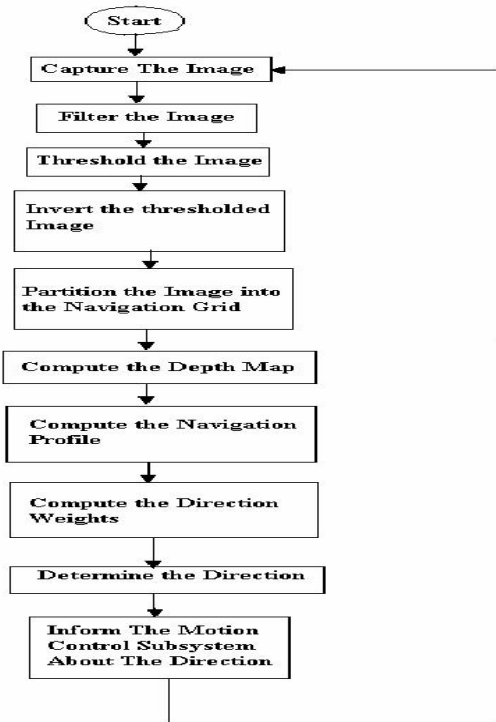 Start
Capture The Image
Filter the Image
Threshold the Image
Invert the thresholded
Image
Partition the Image into
the Navigation Grid
Compute the Depth Map
Compute the Navigation
Profile
Compute the Direction
Weights
Determine the Direction
Inform The Motion
Control Subsystem
About The Direction